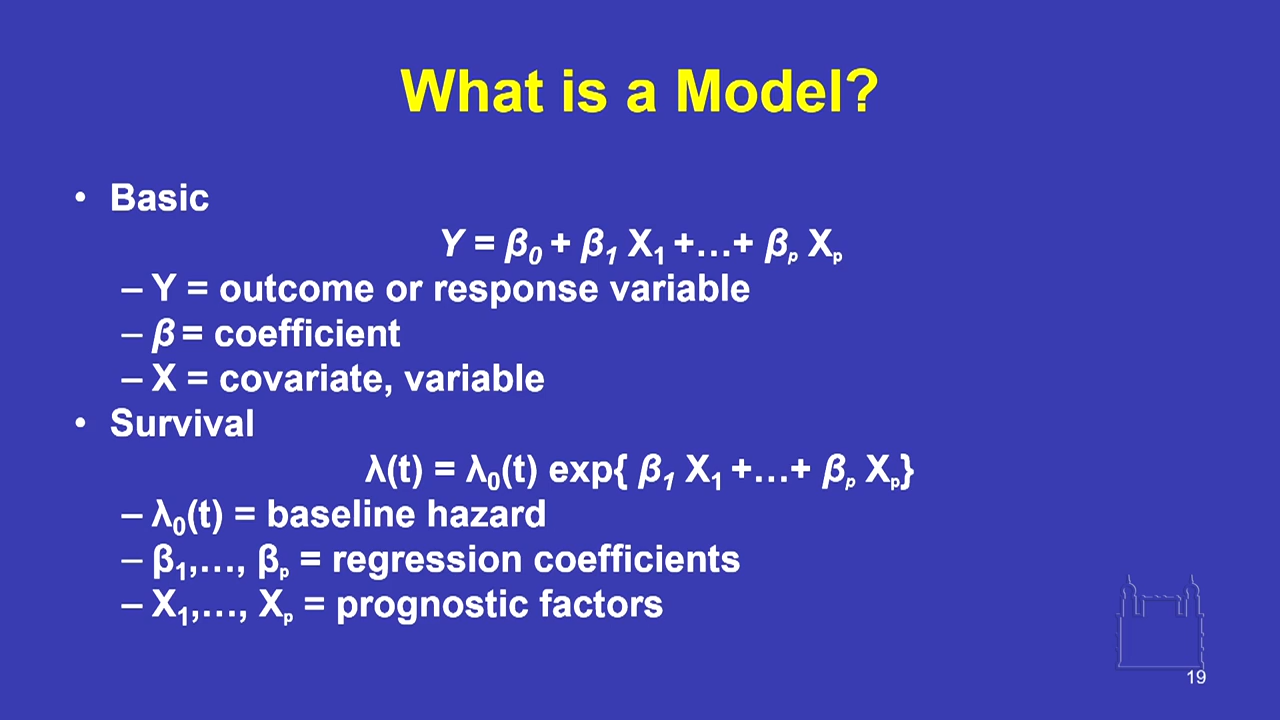 What is a Model?
• Basic
Y = β₀ + β₁ X₁ +…+ βₚ Xₚ
– Y = outcome or response variable
– β = coefficient
– X = covariate, variable
• Survival
λ(t) = λ₀(t) exp{ β₁ X₁ +…+ βₚ Xₚ}
– λ₀(t) = baseline hazard
– β₁,…, βₚ = regression coefficients
– X₁,…, Xₚ = prognostic factors
19